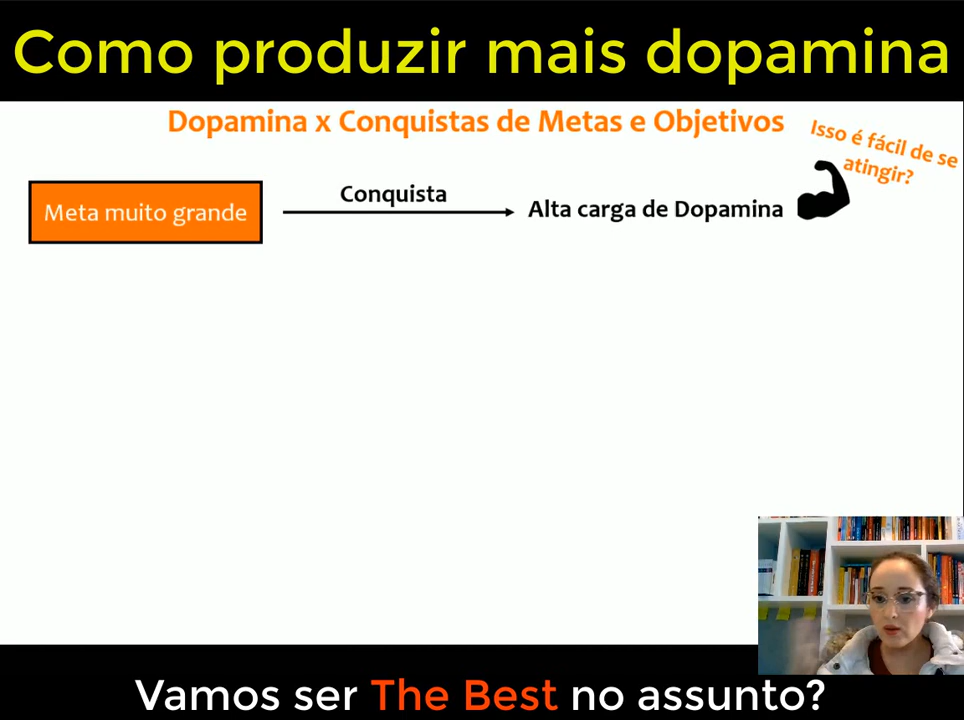 Como produzir mais dopamina
Dopamina x Conquistas de Metas e Objetivos
Isso é fácil de se
atingir?
Meta muito grande
Conquista
Alta carga de Dopamina
Vamos ser The Best no assunto?